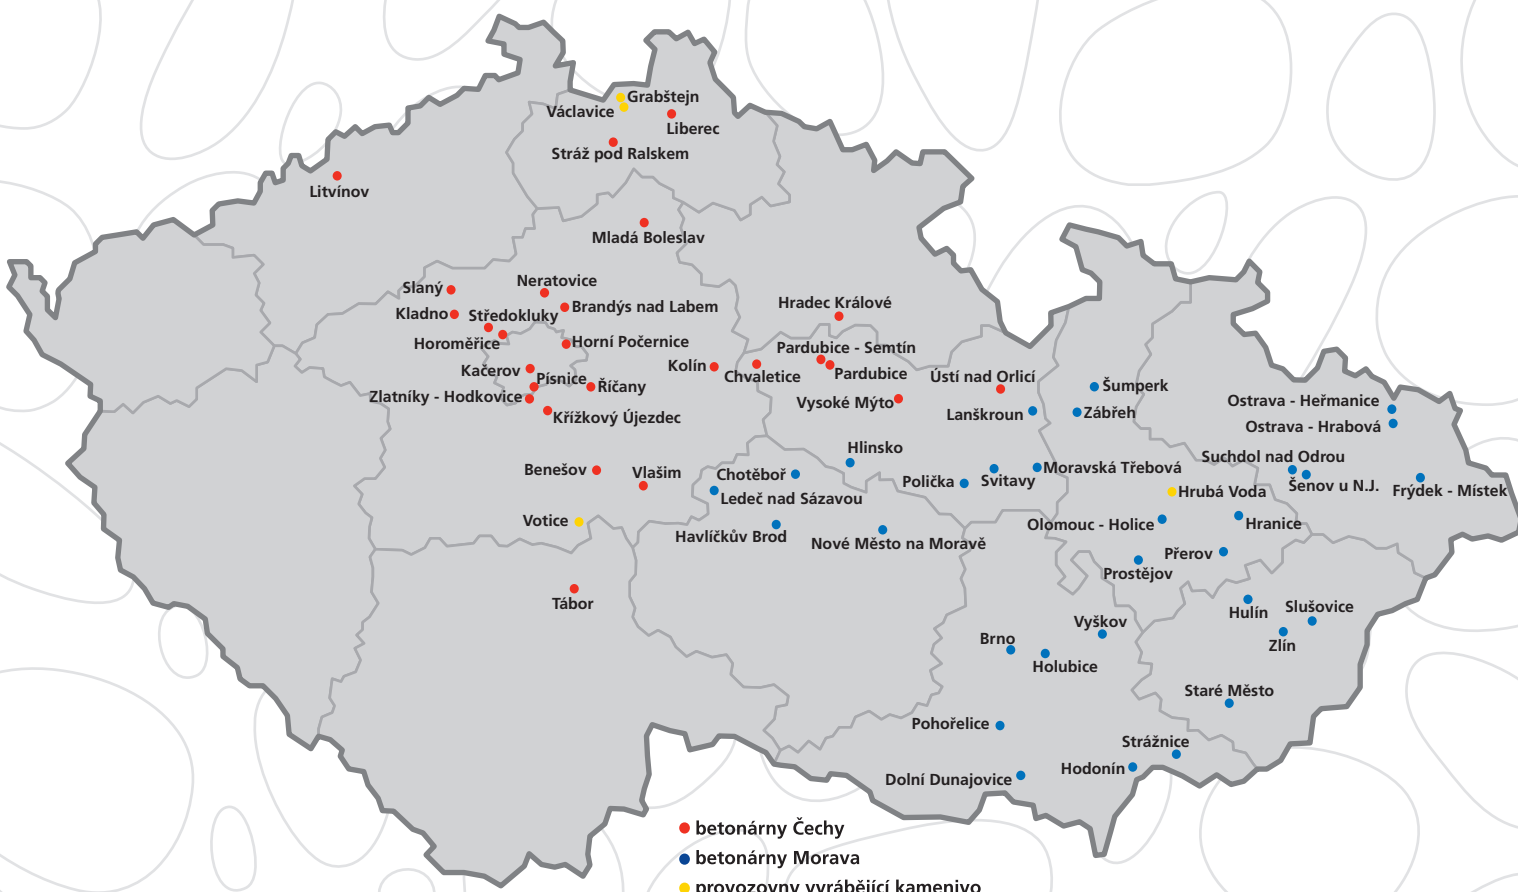 Grabštejn
Václavice
Liberec
Stráž pod Ralskem
Litvínov
Mladá Boleslav
Slaný
Neratovice
Kladno
Středokluky
Brandýs nad Labem
Hradec Králové
Horoměřice
Horní Počernice
Pardubice - Semtín
Kačerov
Písnice
Říčany
Kolín
Chvaletice
Pardubice
Ústí nad Orlicí
Šumperk
Zlatníky - Hodkovice
Vysoké Mýto
Lanškroun
Zábřeh
Ostrava - Heřmanice
Křížkový Újezdec
Ostrava - Hrabová
Hlinsko
Suchdol nad Odrou
Benešov
Vlašim
Chotěboř
Polička
Svitavy
Moravská Třebová
Šenov u N.J.
Frýdek - Místek
Ledeč nad Sázavou
Hrubá Voda
Votice
Havlíčkův Brod
Nové Město na Moravě
Olomouc - Holice
Hranice
Přerov
Prostějov
Tábor
Hulín
Slušovice
Vyškov
Zlín
Brno
Holubice
Staré Město
Pohořelice
Strážnice
Dolní Dunajovice
Hodonín
betonárny Čechy
betonárny Morava
provozovny vyrábějící kamenivo